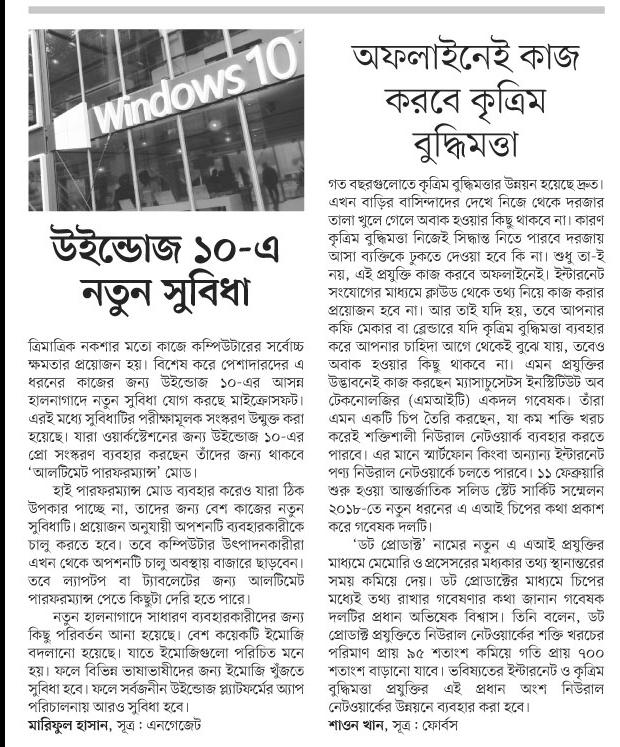 Windows 10
উইন্ডোজ ১০-এ
নতুন সুবিধা
ত্রিমাত্রিক নকশার মতো কাজে কম্পিউটারের সর্বোচ্চ
ক্ষমতার প্রয়োজন হয়। বিশেষ করে পেশাদারদের এ
ধরনের কাজের জন্য উইন্ডোজ ১০-এর আসন্ন
হালনাগাদে নতুন সুবিধা যোগ করছে মাইক্রোসফট।
এরই মধ্যে সুবিধাটির পরীক্ষামূলক সংস্করণ উন্মুক্ত করা
হয়েছে। যারা ওয়ার্কস্টেশনের জন্য উইন্ডোজ ১০-এর
প্রো সংস্করণ ব্যবহার করছেন তাঁদের জন্য থাকবে
‘আলটিমেট পারফরম্যান্স’ মোড।
হাই পারফরম্যান্স মোড ব্যবহার করেও যারা ঠিক
উপকার পাচ্ছে না, তাদের জন্য বেশ কাজের নতুন
সুবিধাটি। প্রয়োজন অনুযায়ী অপশনটি ব্যবহারকারীকে
চালু করতে হবে। তবে কম্পিউটার উৎপাদনকারীরা
এখন থেকে অপশনটি চালু অবস্থায় বাজারে ছাড়বেন।
তবে ল্যাপটপ বা ট্যাবলেটের জন্য আলটিমেট
পারফরম্যান্স পেতে কিছুটা দেরি হতে পারে।
নতুন হালনাগাদে সাধারণ ব্যবহারকারীদের জন্য
কিছু পরিবর্তন আনা হয়েছে। বেশ কয়েকটি ইমোজি
বদলানো হয়েছে। যাতে ইমোজিগুলো পরিচিত মনে
হয়। ফলে বিভিন্ন ভাষাভাষীদের জন্য ইমোজি খুঁজতে
সুবিধা হবে। ফলে সর্বজনীন উইন্ডোজ প্ল্যাটফর্মের অ্যাপ
পরিচালনায় আরও সুবিধা হবে।
মারিফুল হাসান, সূত্র : এনগেজেট
অফলাইনেই কাজ
করবে কৃত্রিম
বুদ্ধিমত্তা
গত বছরগুলোতে কৃত্রিম বুদ্ধিমত্তার উন্নয়ন হয়েছে দ্রুত।
এখন বাড়ির বাসিন্দাদের দেখে নিজে থেকে দরজার
তালা খুলে গেলে অবাক হওয়ার কিছু থাকবে না। কারণ
কৃত্রিম বুদ্ধিমত্তা নিজেই সিদ্ধান্ত নিতে পারবে দরজায়
আসা ব্যক্তিকে ঢুকতে দেওয়া হবে কি না। শুধু তা-ই
নয়, এই প্রযুক্তি কাজ করবে অফলাইনেই। ইন্টারনেট
সংযোগের মাধ্যমে ক্লাউড থেকে তথ্য নিয়ে কাজ করার
প্রয়োজন হবে না। আর তাই যদি হয়, তবে আপনার
কফি মেকার বা ব্লেন্ডারে যদি কৃত্রিম বুদ্ধিমত্তা ব্যবহার
করে আপনার চাহিদা আগে থেকেই বুঝে যায়, তবেও
অবাক হওয়ার কিছু থাকবে না। এমন প্রযুক্তির
উদ্ভাবনেই কাজ করছেন ম্যাসাচুসেটস ইনস্টিটিউট অব
টেকনোলজির (এমআইটি) একদল গবেষক। তাঁরা
এমন একটি চিপ তৈরি করছেন, যা কম শক্তি খরচ
করেই শক্তিশালী নিউরাল নেটওয়ার্ক ব্যবহার করতে
পারবে। এর মানে স্মার্টফোন কিংবা অন্যান্য ইন্টারনেট
পণ্য নিউরাল নেটওয়ার্কে চলতে পারবে। ১১ ফেব্রুয়ারি
শুরু হওয়া আন্তর্জাতিক সলিড স্টেট সার্কিট সম্মেলন
২০১৮-তে নতুন ধরনের এ এআই চিপের কথা প্রকাশ
করে গবেষক দলটি।
‘ডট প্রোডাক্ট’ নামের নতুন এ এআই প্রযুক্তির
মাধ্যমে মেমোরি ও প্রসেসরের মধ্যকার তথ্য স্থানান্তরের
সময় কমিয়ে দেয়। ডট প্রোডাক্টের মাধ্যমে চিপের
মধ্যেই তথ্য রাখার গবেষণার কথা জানান গবেষক
দলটির প্রধান অভিষেক বিশ্বাস। তিনি বলেন, ডট
প্রোডাক্ট প্রযুক্তিতে নিউরাল নেটওয়ার্কের শক্তি খরচের
পরিমাণ প্রায় ৯৫ শতাংশ কমিয়ে গতি প্রায় ৭০০
শতাংশ বাড়ানো যাবে। ভবিষ্যতের ইন্টারনেট ও কৃত্রিম
বুদ্ধিমত্তা প্রযুক্তির এই প্রধান অংশ নিউরাল
নেটওয়ার্কের উন্নয়নে ব্যবহার করা হবে।
শাওন খান, সূত্র : ফোর্বস